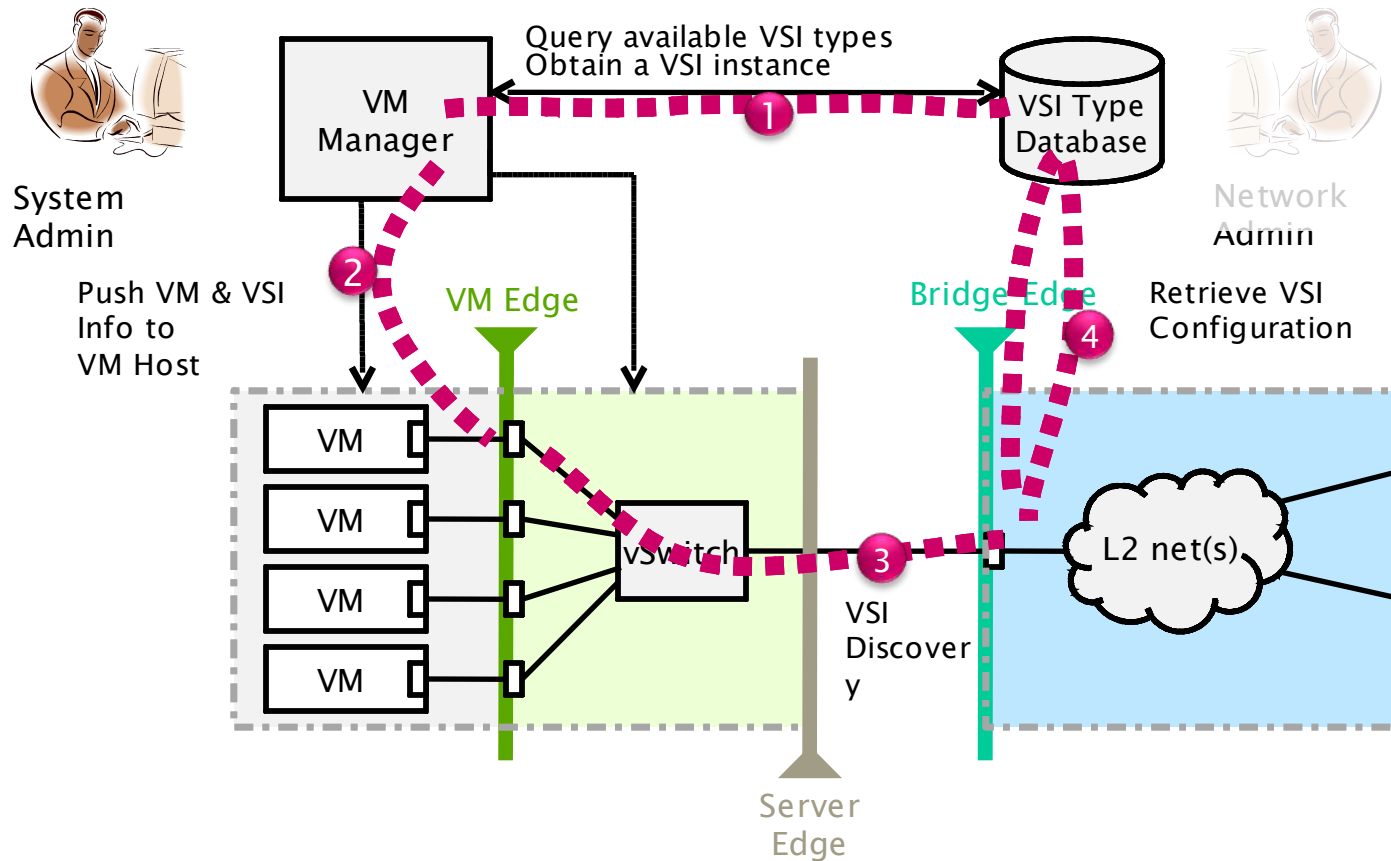 Query available VSI types
Obtain a VSI instance
VM
Manager
1
VSI Type
Database
System
Admin
Network
Admin
2
Push VM & VSI
Info to
VM Host
VM Edge
Bridge Edge
4
Retrieve VSI
Configuration
VM
VM
VM
VM
vSwitch
3
L2 net(s)
VSI
Discover
y
Server
Edge